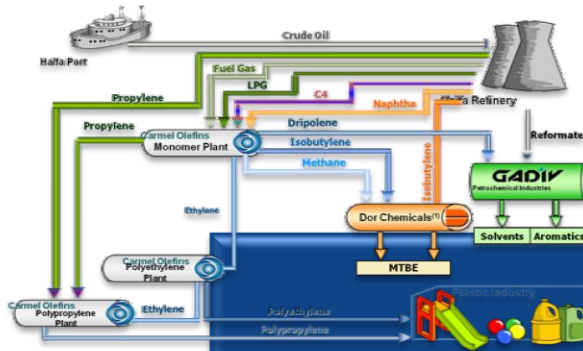 Crude Oil
Haifa Port
Fuel Gas
LPG
Propylene
C4
Naphtha
Haifa Refinery
Propylene
Dripolene
Reformate
Carmel Olefins
Monomer Plant
Isobutylene
Methane
Isobutylene
GADIV
Petrochemical Industries
Ethylene
Dor Chemicals(1)
Solvents
Aromatics
MTBE
Carmel Olefins
Polyethylene
Plant
Plastic Industry
Carmel Olefins
Polypropylene
Plant
Ethylene
Polyethylene
Polypropylene